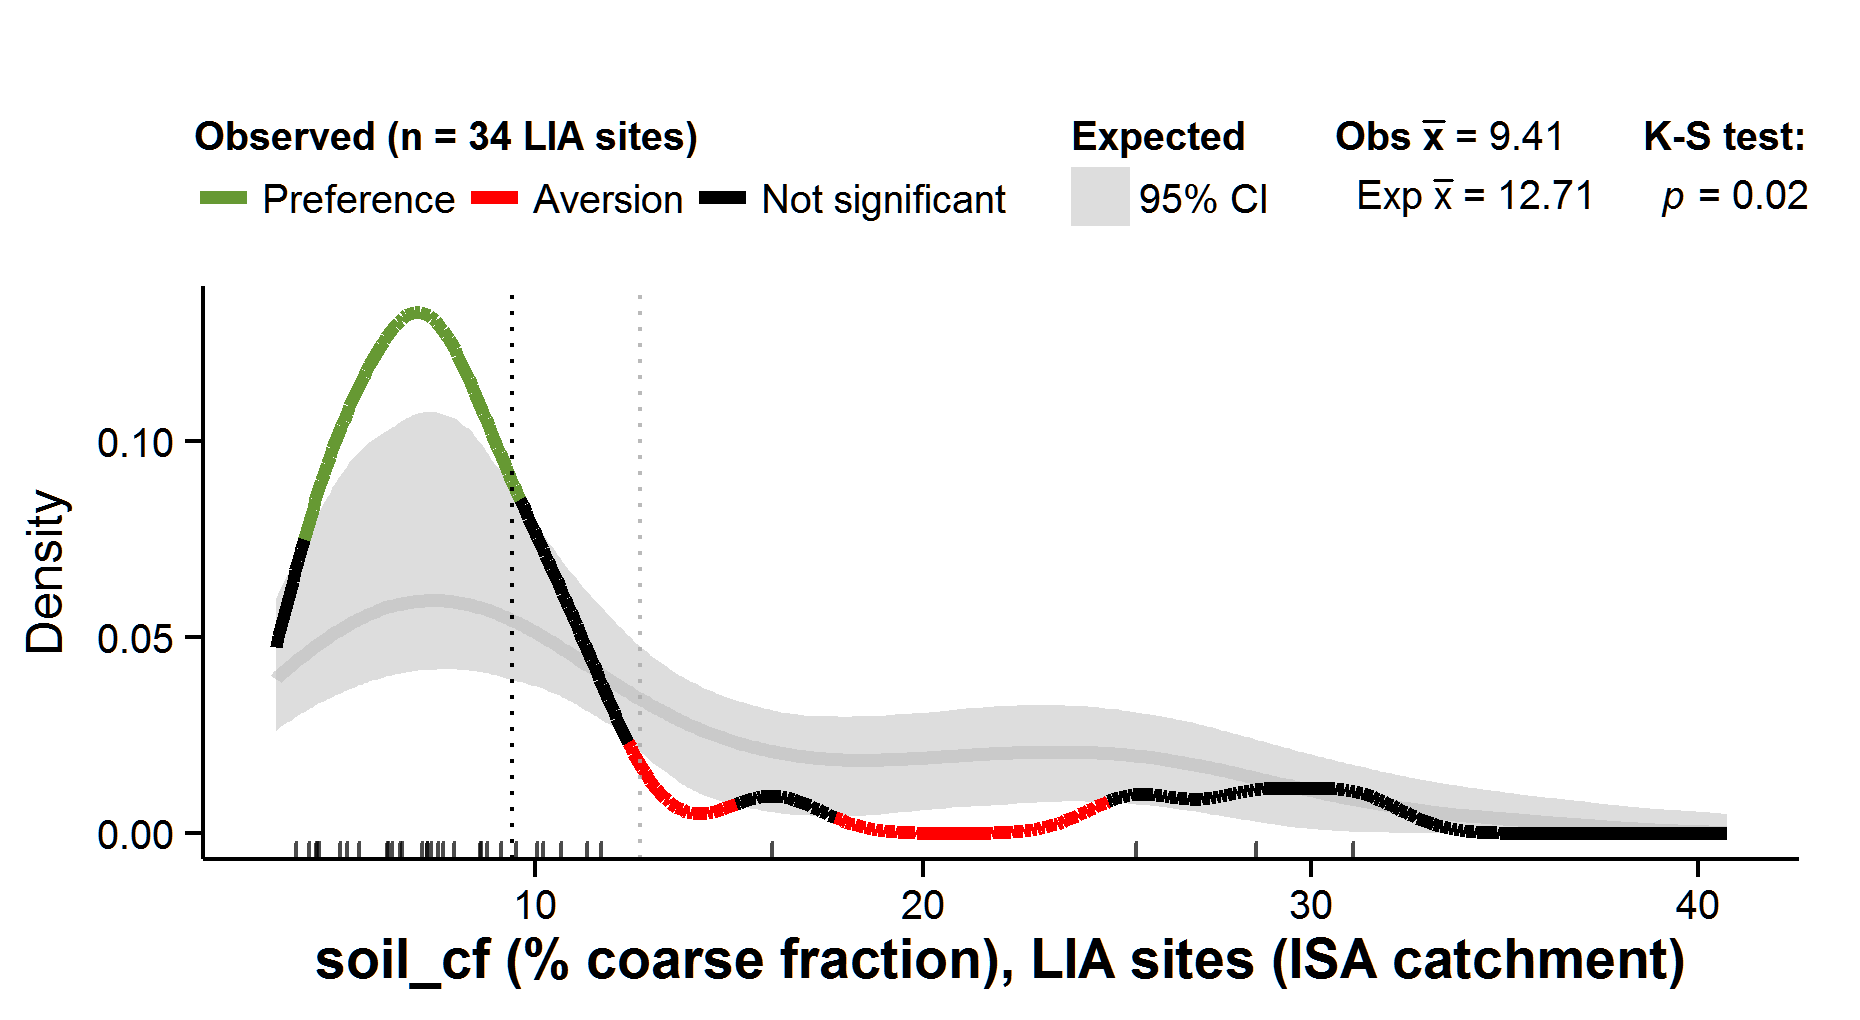 Observed (n = 34 LIA sites)
Preference Aversion Not significant
Expected
95% CI
Obs x̅ = 9.41
Exp x̅ = 12.71
K-S test:
p = 0.02
Density
0.10
0.05
0.00
10 20 30 40
soil_cf (% coarse fraction), LIA sites (ISA catchment)